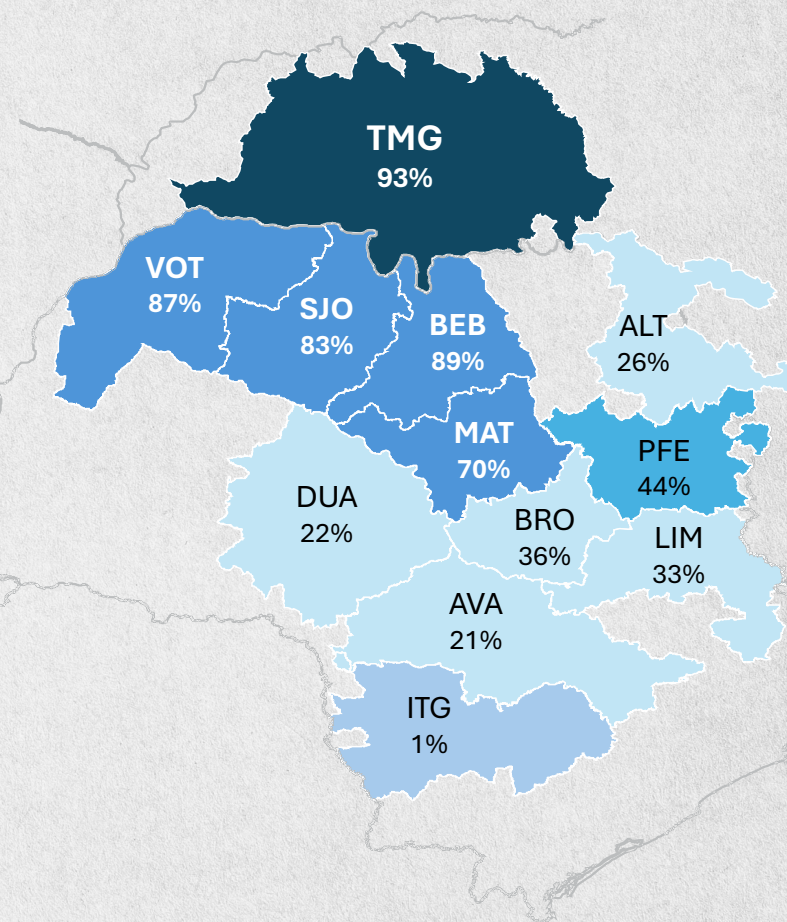 TMG
93%
VOT
87%
SJO
83%
BEB
89%
ALT
26%
MAT
70%
PFE
44%
DUA
22%
BRO
36%
LIM
33%
AVA
21%
ITG
1%